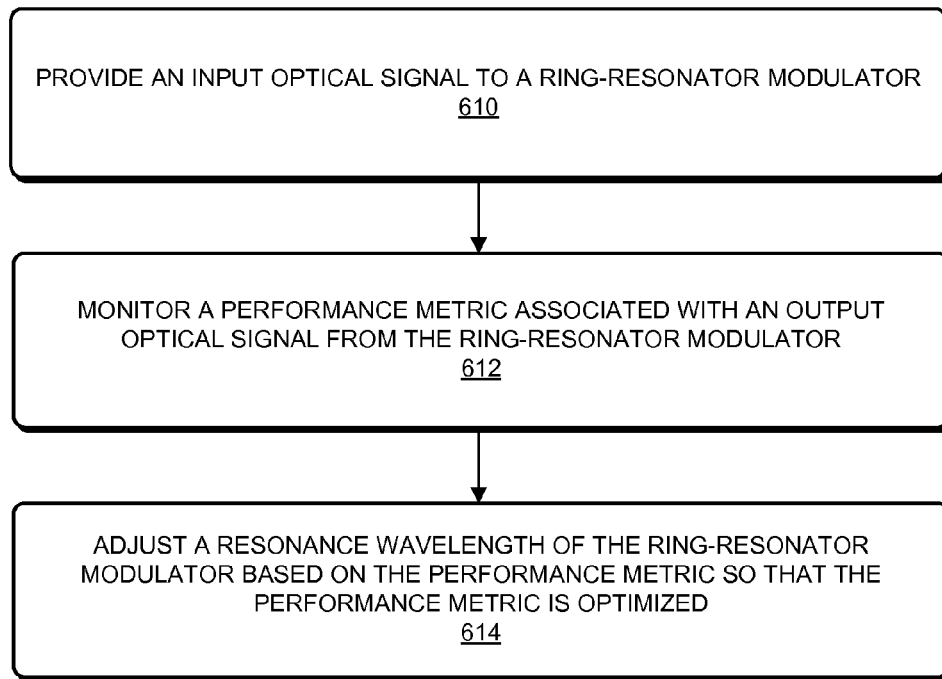 PROVIDE AN INPUT OPTICAL SIGNAL TO A RING-RESONATOR MODULATOR
610
MONITOR A PERFORMANCE METRIC ASSOCIATED WITH AN OUTPUT
OPTICAL SIGNAL FROM THE RING-RESONATOR MODULATOR
612
ADJUST A RESONANCE WAVELENGTH OF THE RING-RESONATOR
MODULATOR BASED ON THE PERFORMANCE METRIC SO THAT THE
PERFORMANCE METRIC IS OPTIMIZED
614